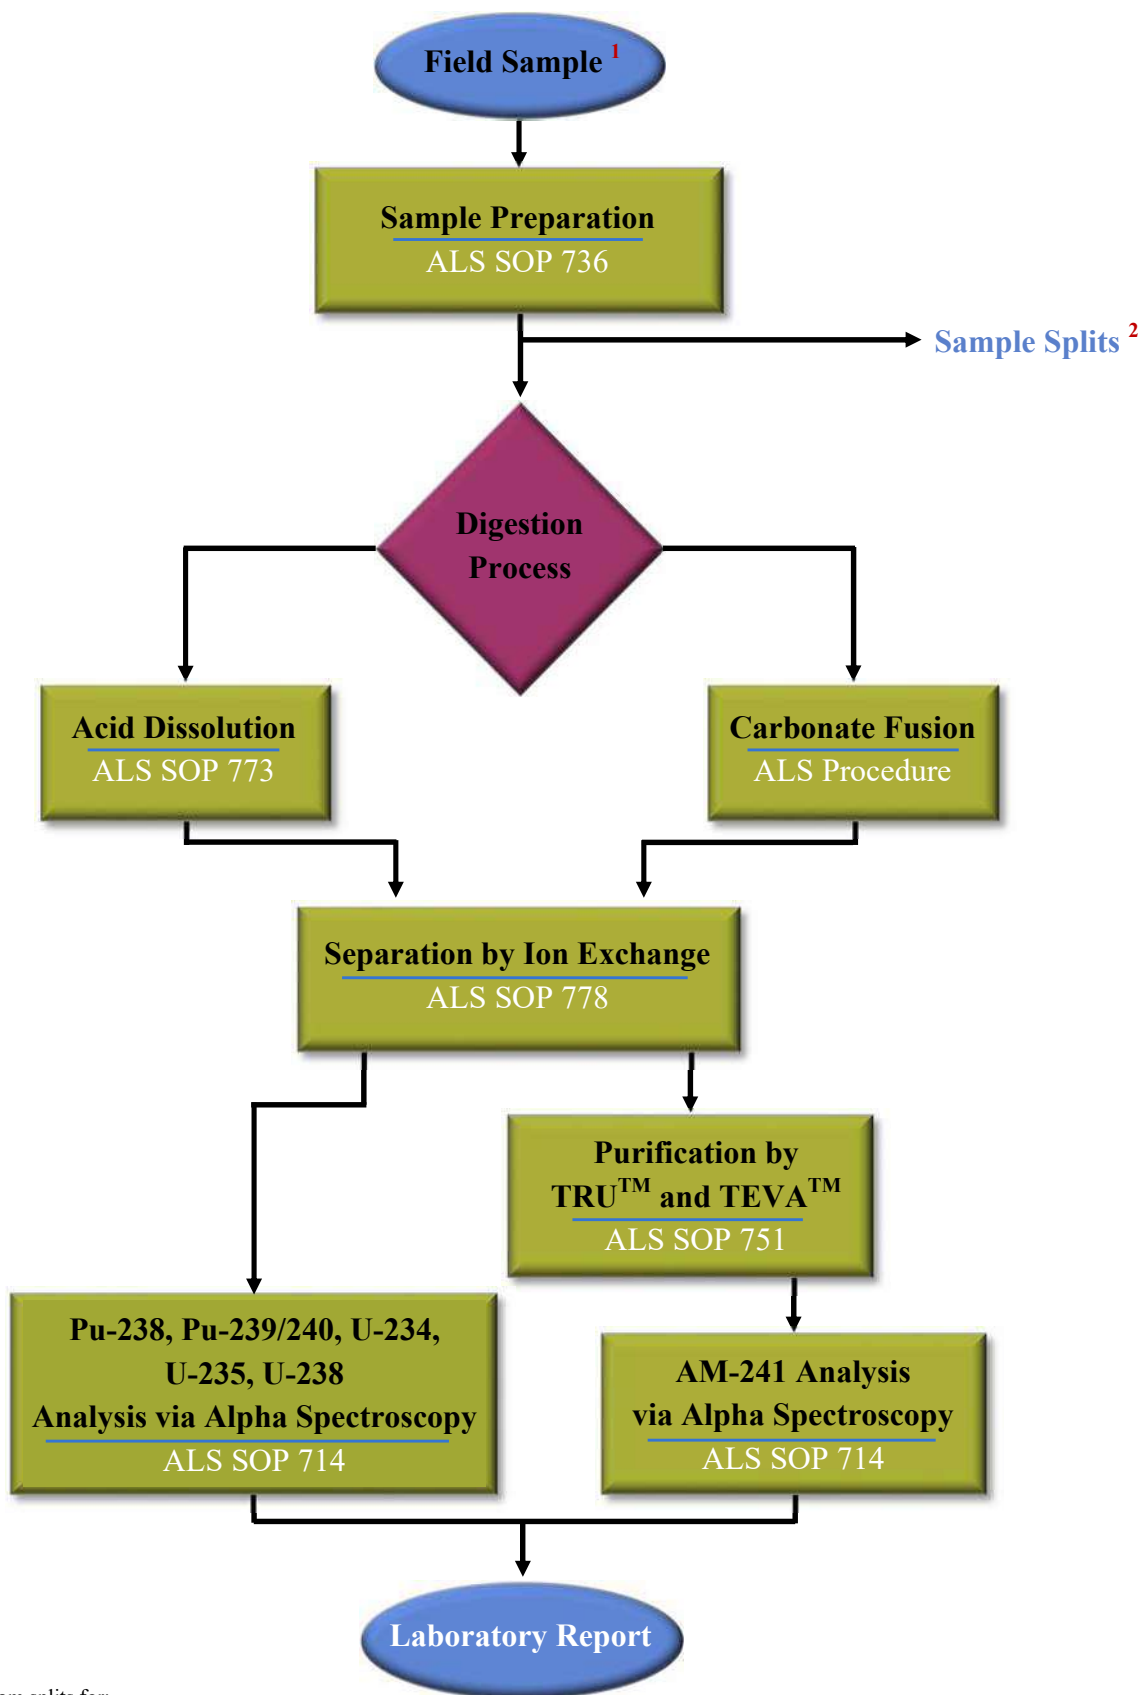 Field Sample 1
Sample Preparation
ALS SOP 736
Sample Splits 2
Digestion
Process
Acid Dissolution
ALS SOP 773
Carbonate Fusion
ALS Procedure
Separation by Ion Exchange
ALS SOP 778
Purification by
TRU™ and TEVA™
ALS SOP 751
Pu-238, Pu-239/240, U-234,
U-235, U-238
Analysis via Alpha Spectroscopy
ALS SOP 714
AM-241 Analysis
via Alpha Spectroscopy
ALS SOP 714
Laboratory Report
splits for: